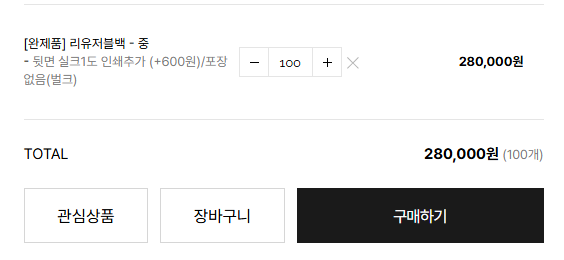 [완제품] 리유저블백 - 중
- 뒷면 실크1도 인쇄추가 (+600원)/포장
없음(벌크)
− 100 + ×
280,000원
TOTAL
280,000원 (100개)
관심상품
장바구니
구매하기